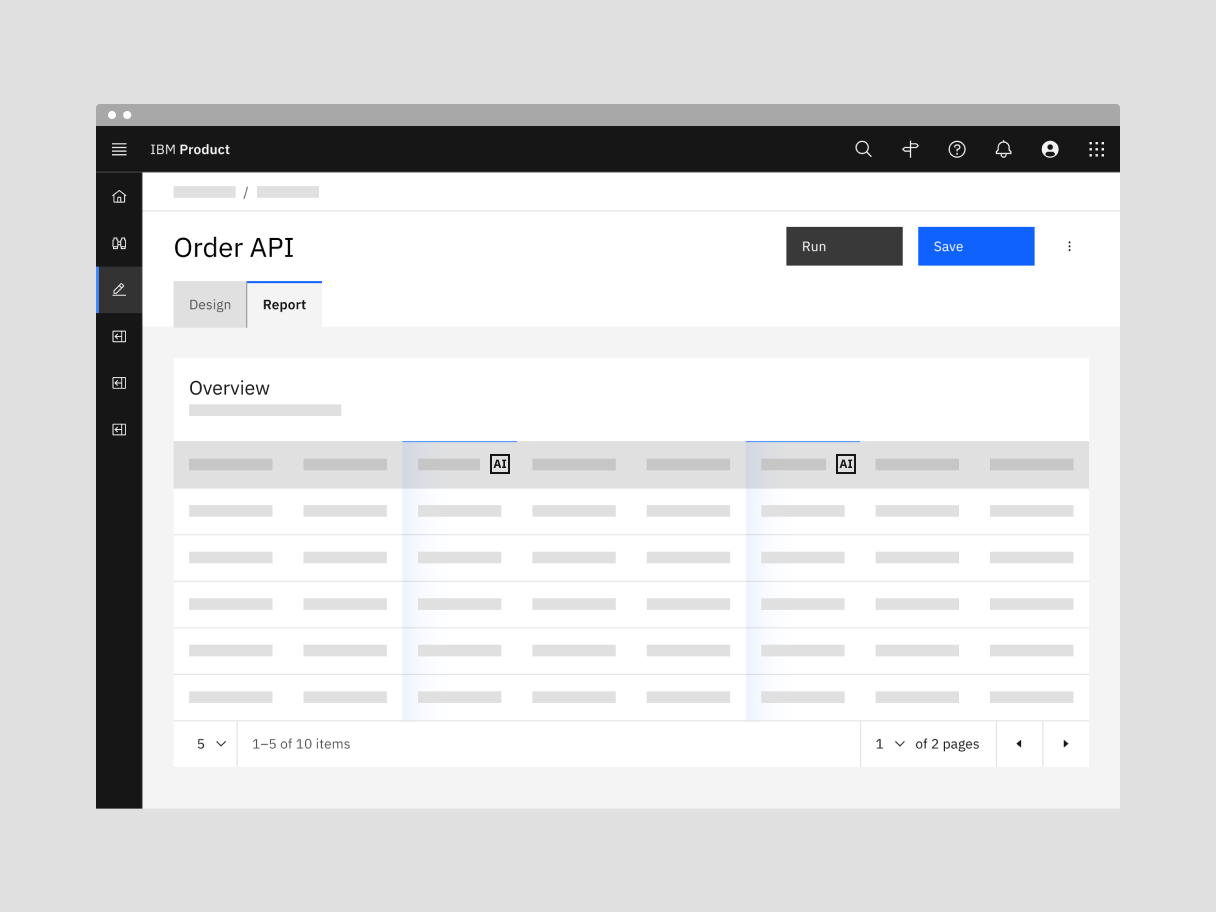 IBM Product
/
Order API
Run
Save
Design
Report
Overview
AI
AI
5
1–5 of 10 items
1
of 2 pages